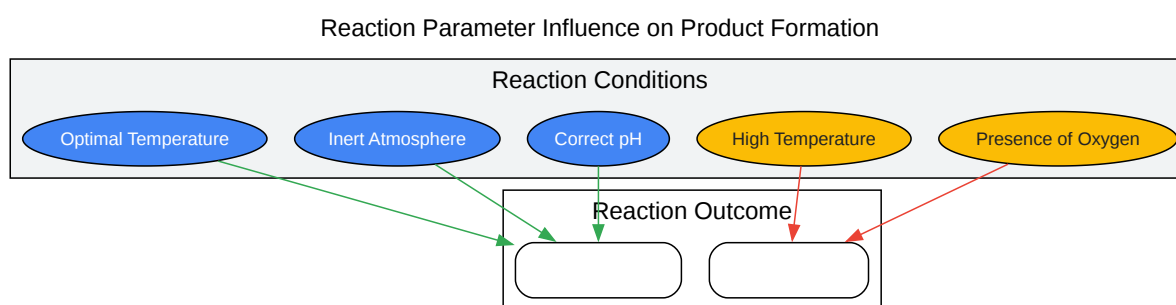 Reaction Parameter Influence on Product Formation
Reaction Conditions
Optimal Temperature
Inert Atmosphere
Correct pH
High Temperature
Presence of Oxygen
Reaction Outcome